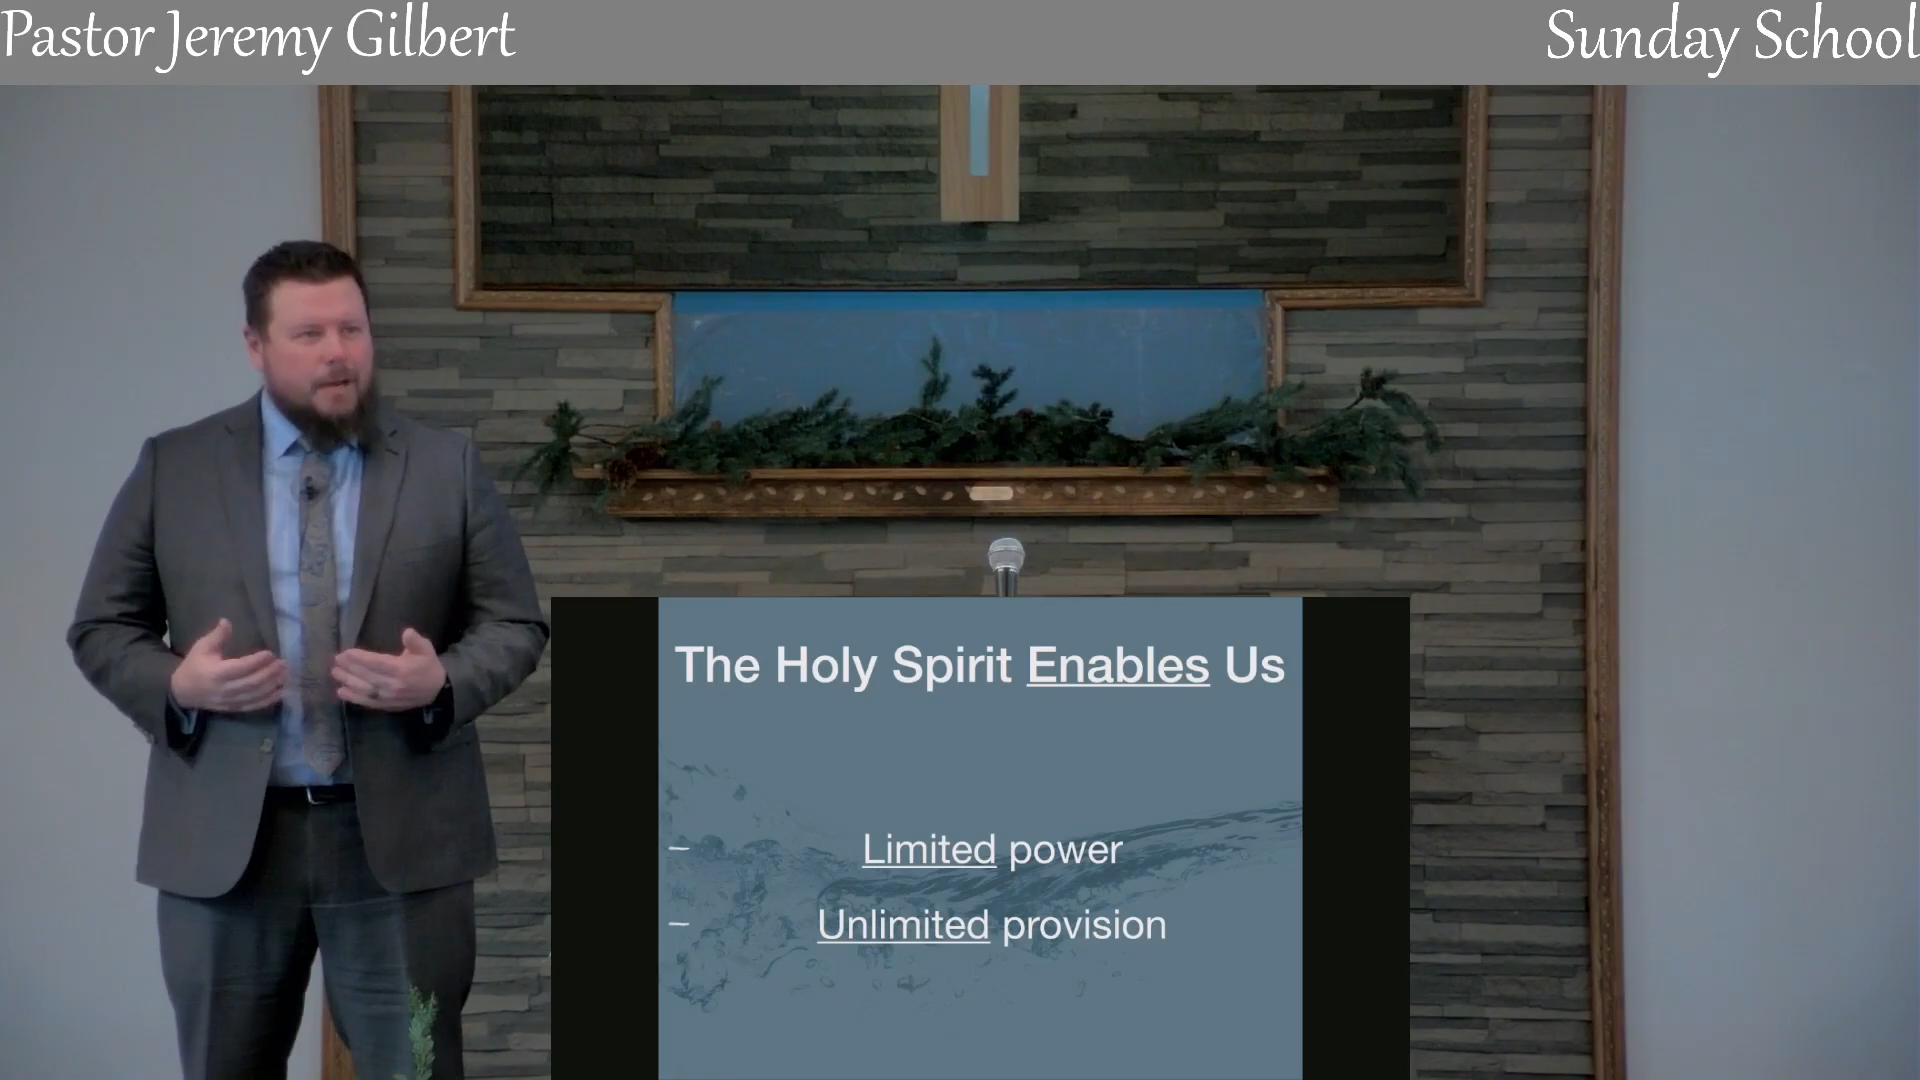 Pastor Jeremy Gilbert
Sunday School
The Holy Spirit Enables Us
– Limited power
– Unlimited provision